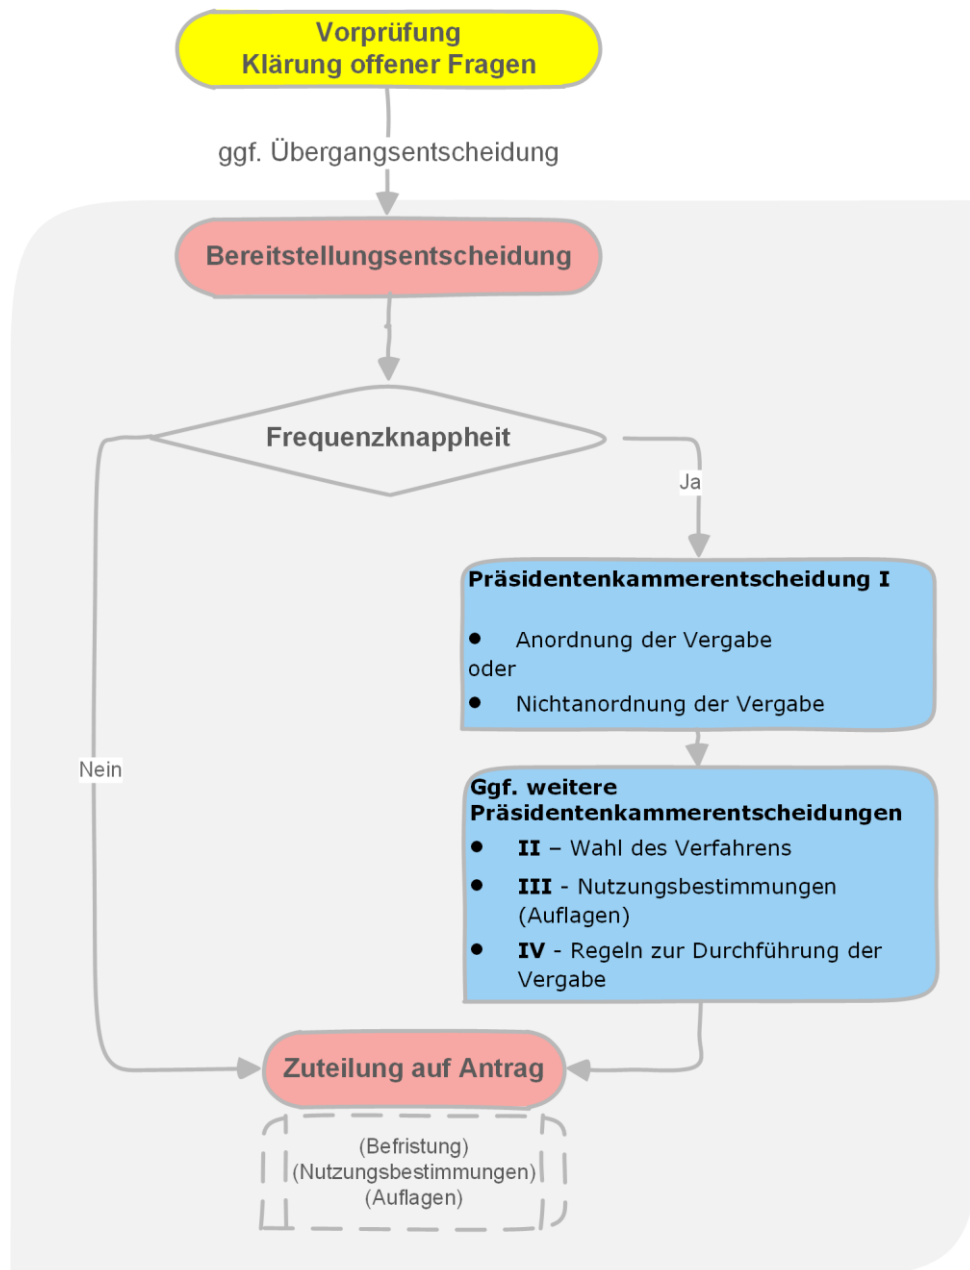 Vorprüfung
Klärung offener Fragen
ggf. Übergangsentscheidung
Bereitstellungsentscheidung
Frequenzknappheit
Ja
Präsidentenkammerentscheidung I
● Anordnung der Vergabe
oder
● Nichtanordnung der Vergabe
Nein
Ggf. weitere
Präsidentenkammerentscheidungen
● II – Wahl des Verfahrens
● III - Nutzungsbestimmungen
(Auflagen)
● IV - Regeln zur Durchführung der
Vergabe
Zuteilung auf Antrag
(Befristung)
(Nutzungsbestimmungen)
(Auflagen)